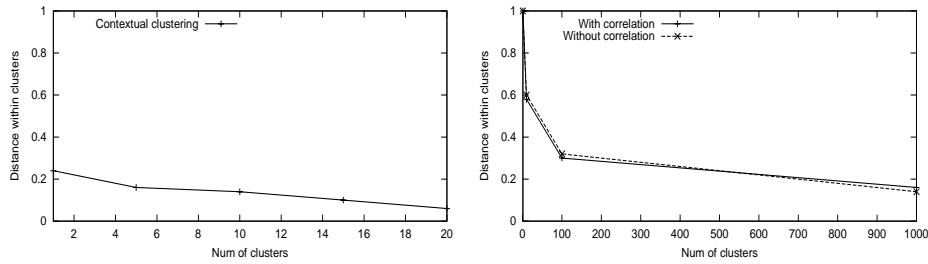 Contextual clustering
Distance within clusters
1
0.8
0.6
0.4
0.2
0
2 4 6 8 10 12 14 16 18 20
Num of clusters
With correlation
Without correlation
Distance within clusters
1
0.8
0.6
0.4
0.2
0
0 100 200 300 400 500 600 700 800 900 1000
Num of clusters